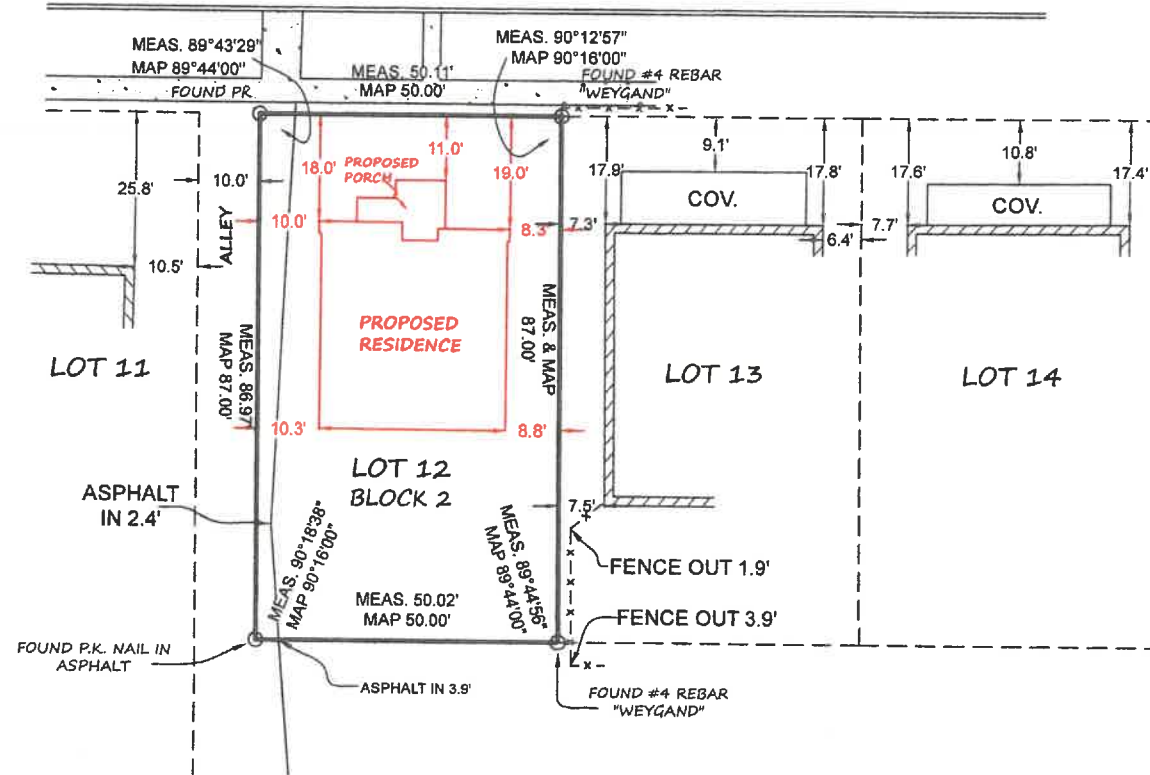 MEAS. 89°43'29"
MAP 89°44'00"
FOUND PK
MEAS. 50.11'
MAP 50.00'
MEAS. 90°12'57"
MAP 90°16'00"
FOUND #4 REBAR
"WEYGAND"
25.8'
10.0'
ALLEY
10.5'
LOT 11
18.0'
PROPOSED
PORCH
11.0'
19.0'
10.0'
8.3'
7.3'
17.9'
9.1'
COV.
17.8'
6.4'
7.7'
17.6'
10.8'
COV.
17.4'
MEAS. 86.97'
MAP 87.00'
PROPOSED
RESIDENCE
MEAS. & MAP
87.00'
LOT 13
LOT 14
10.3'
8.8'
LOT 12
BLOCK 2
ASPHALT
IN 2.4'
7.5'
FENCE OUT 1.9'
FENCE OUT 3.9'
MEAS. 90°18'38"
MAP 90°16'00"
MEAS. 89°44'56"
MAP 89°44'00"
MEAS. 50.02'
MAP 50.00'
FOUND P.K. NAIL IN
ASPHALT
ASPHALT IN 3.9'
FOUND #4 REBAR
"WEYGAND"